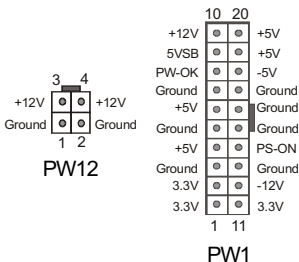 10 20
+12V +5V
5VSB +5V
PW-OK -5V
Ground Ground
+5V Ground
Ground Ground
+5V PS-ON
Ground Ground
3.3V -12V
3.3V 3.3V
1 11
PW1
3 4
+12V +12V
Ground Ground
1 2
PW12